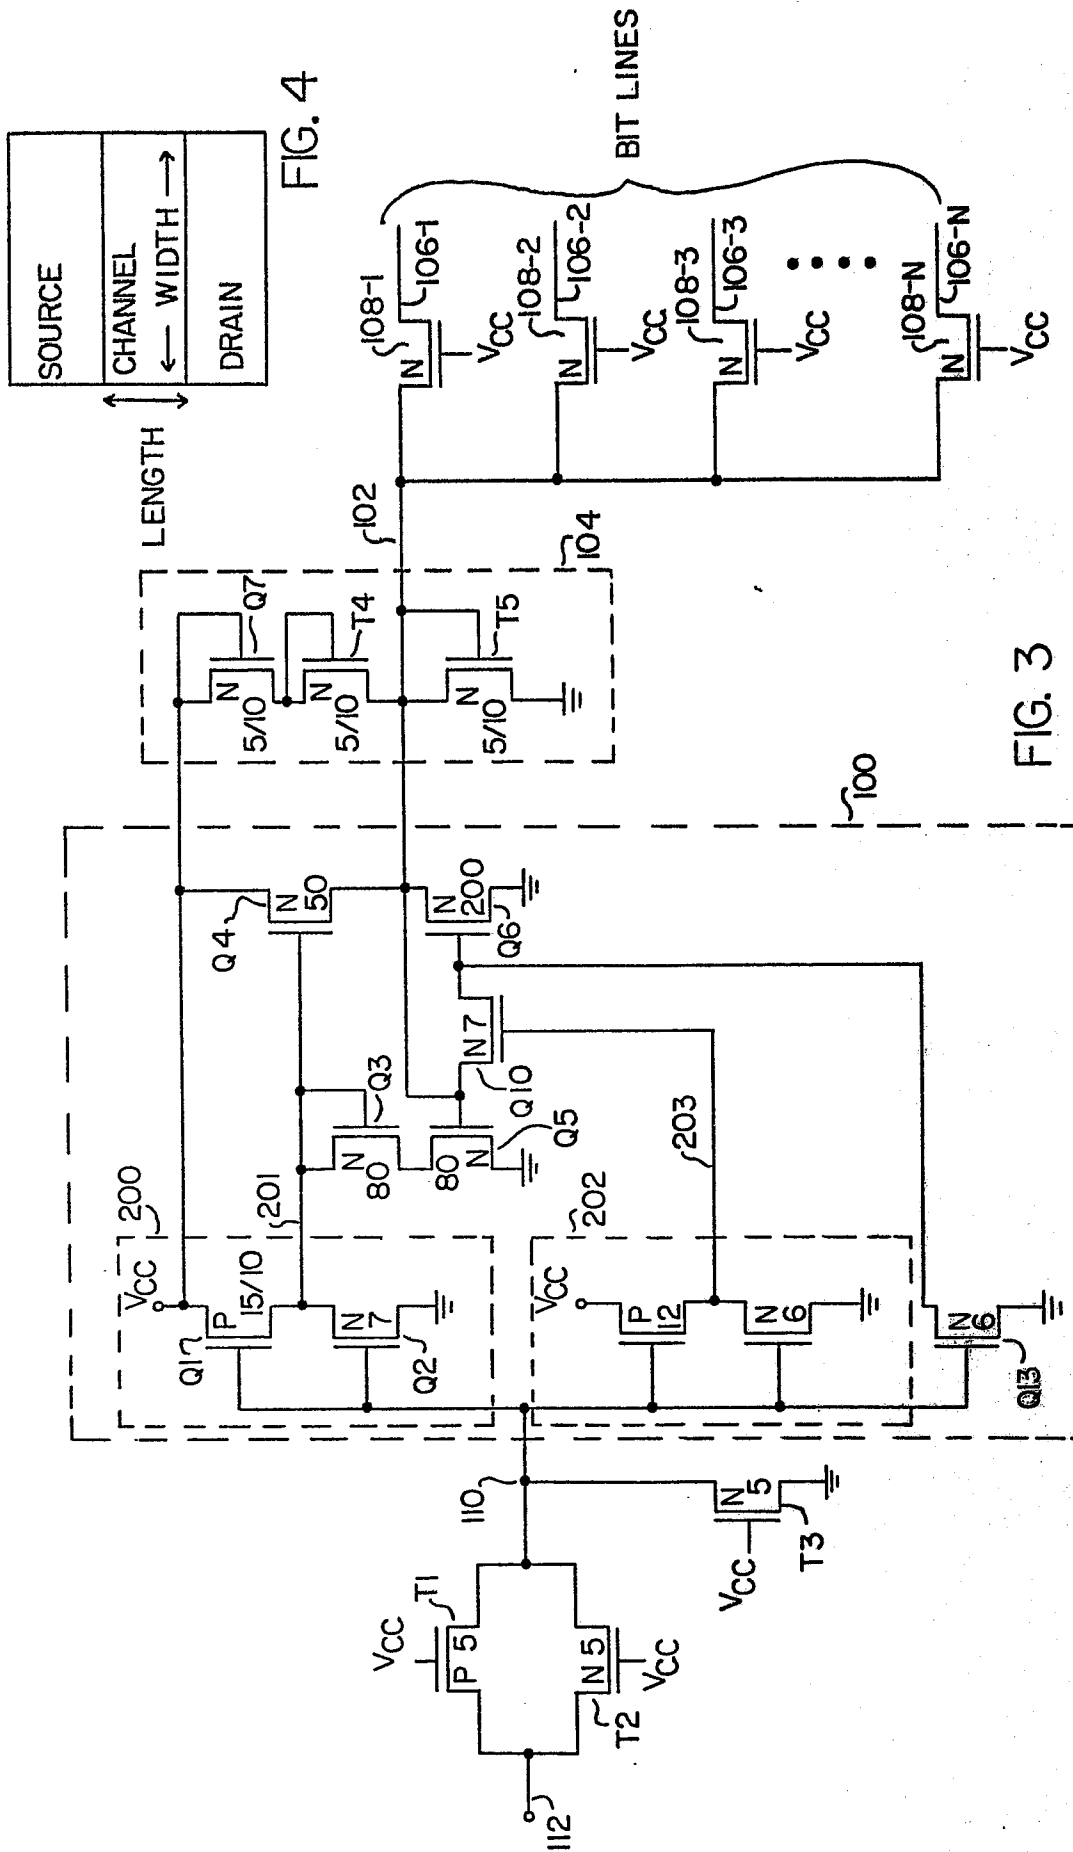 SOURCE
CHANNEL
WIDTH
DRAIN
LENGTH
FIG. 4
100
200
VCC
Q1
P
15/10
201
N
7
Q2
202
VCC
P
12
N
6
203
N
6
Q13
Q3
N
80
80
N
Q5
Q4
N
50
N
200
Q6
N 7
Q10
104
Q7
N
5/10
T4
N
5/10
T5
N
5/10
102
108-1
N
106-1
VCC
108-2
N
106-2
VCC
108-3
N
106-3
VCC
108-N
N
106-N
VCC
BIT LINES
VCC
T1
P 5
N 5
T2
VCC
112
110
N
5
VCC
T3
FIG. 3